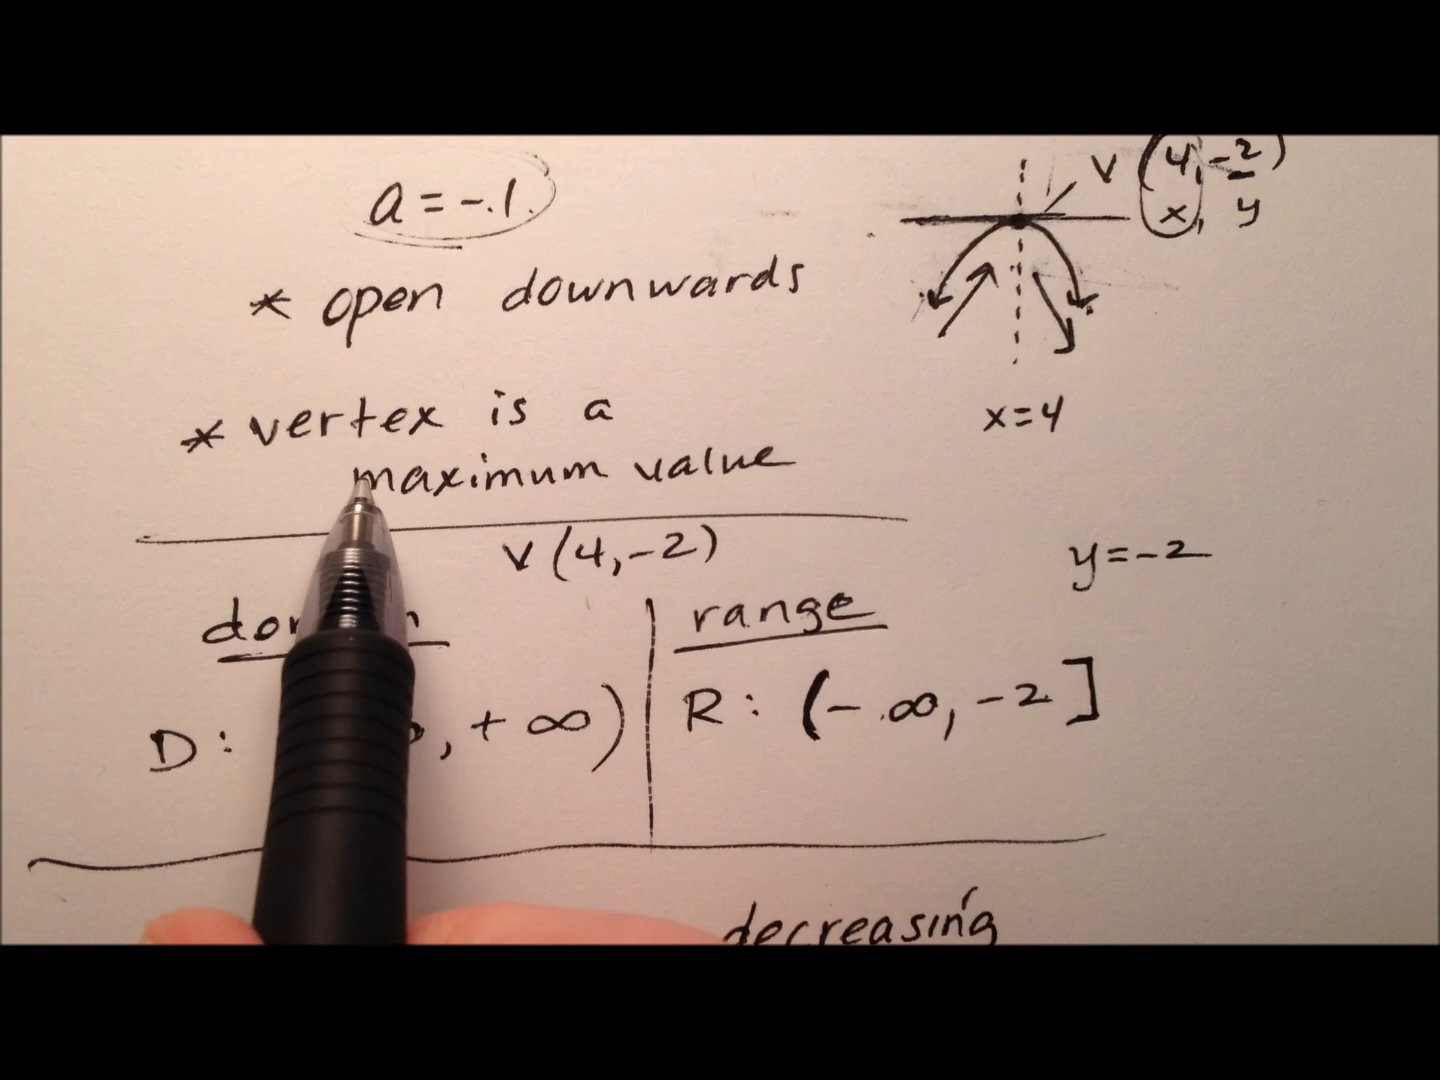 a = -.1
* open downwards
V (4, -2)
x, y
x = 4
* vertex is a
maximum value
V (4, -2)
y = -2
range
D: , + ∞)
R: (- ∞, -2]
decreasing